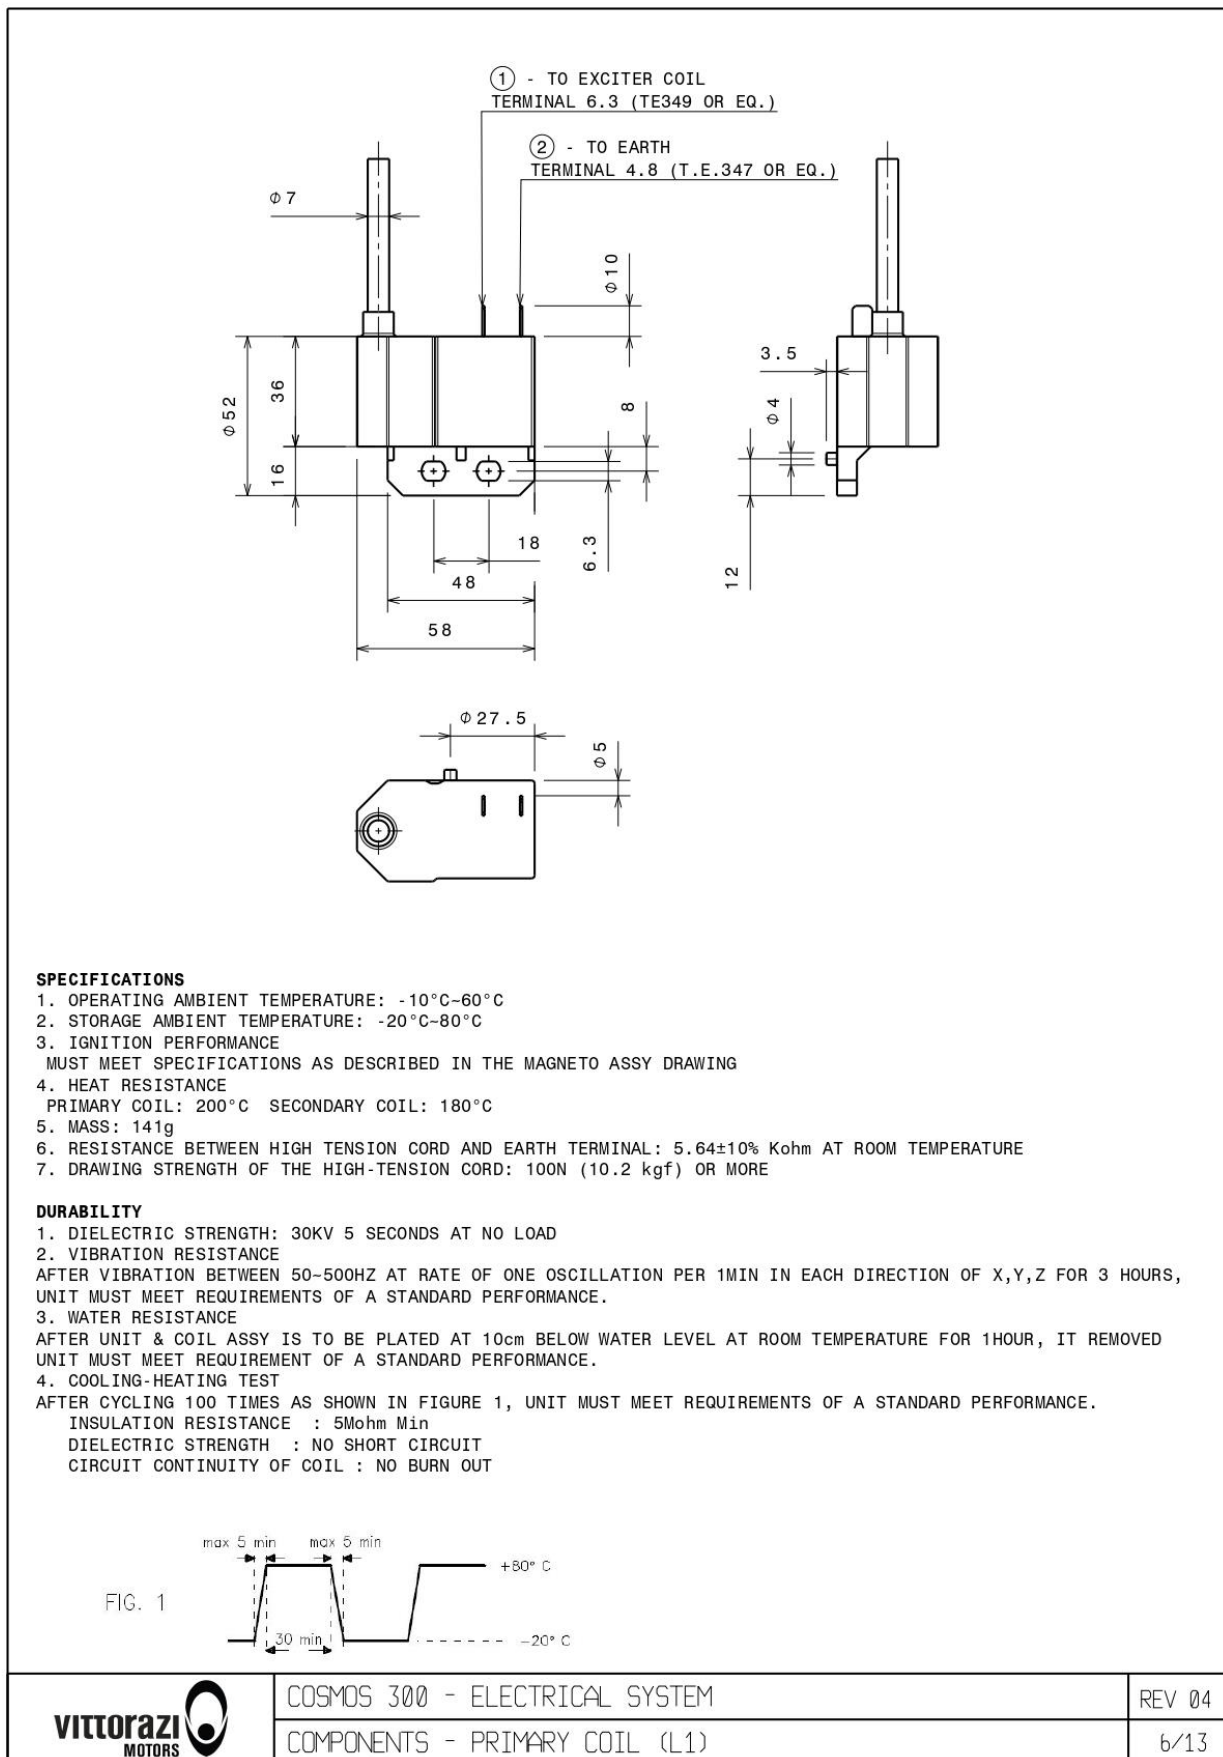 ① - TO EXCITER COIL
TERMINAL 6.3 (TE349 OR EQ.)
② - TO EARTH
TERMINAL 4.8 (T.E.347 OR EQ.)
⌀7
⌀10
3.5
⌀52
36
8
⌀4
16
18
6.3
12
48
58
⌀27.5
⌀5
SPECIFICATIONS
1. OPERATING AMBIENT TEMPERATURE: -10°C~60°C
2. STORAGE AMBIENT TEMPERATURE: -20°C~80°C
3. IGNITION PERFORMANCE
MUST MEET SPECIFICATIONS AS DESCRIBED IN THE MAGNETO ASSY DRAWING
4. HEAT RESISTANCE
PRIMARY COIL: 200°C SECONDARY COIL: 180°C
5. MASS: 141g
6. RESISTANCE BETWEEN HIGH TENSION CORD AND EARTH TERMINAL: 5.64±10% Kohm AT ROOM TEMPERATURE
7. DRAWING STRENGTH OF THE HIGH-TENSION CORD: 100N (10.2 kgf) OR MORE
DURABILITY
1. DIELECTRIC STRENGTH: 30KV 5 SECONDS AT NO LOAD
2. VIBRATION RESISTANCE
AFTER VIBRATION BETWEEN 50~500HZ AT RATE OF ONE OSCILLATION PER 1MIN IN EACH DIRECTION OF X,Y,Z FOR 3 HOURS,
UNIT MUST MEET REQUIREMENTS OF A STANDARD PERFORMANCE.
3. WATER RESISTANCE
AFTER UNIT & COIL ASSY IS TO BE PLATED AT 10cm BELOW WATER LEVEL AT ROOM TEMPERATURE FOR 1HOUR, IT REMOVED
UNIT MUST MEET REQUIREMENT OF A STANDARD PERFORMANCE.
4. COOLING-HEATING TEST
AFTER CYCLING 100 TIMES AS SHOWN IN FIGURE 1, UNIT MUST MEET REQUIREMENTS OF A STANDARD PERFORMANCE.
INSULATION RESISTANCE : 5Mohm Min
DIELECTRIC STRENGTH : NO SHORT CIRCUIT
CIRCUIT CONTINUITY OF COIL : NO BURN OUT
max 5 min max 5 min
+80° C
FIG. 1
30 min
-20° C
VITTORAZI
MOTORS
COSMOS 300 - ELECTRICAL SYSTEM
REV 04
COMPONENTS - PRIMARY COIL (L1)
6/13